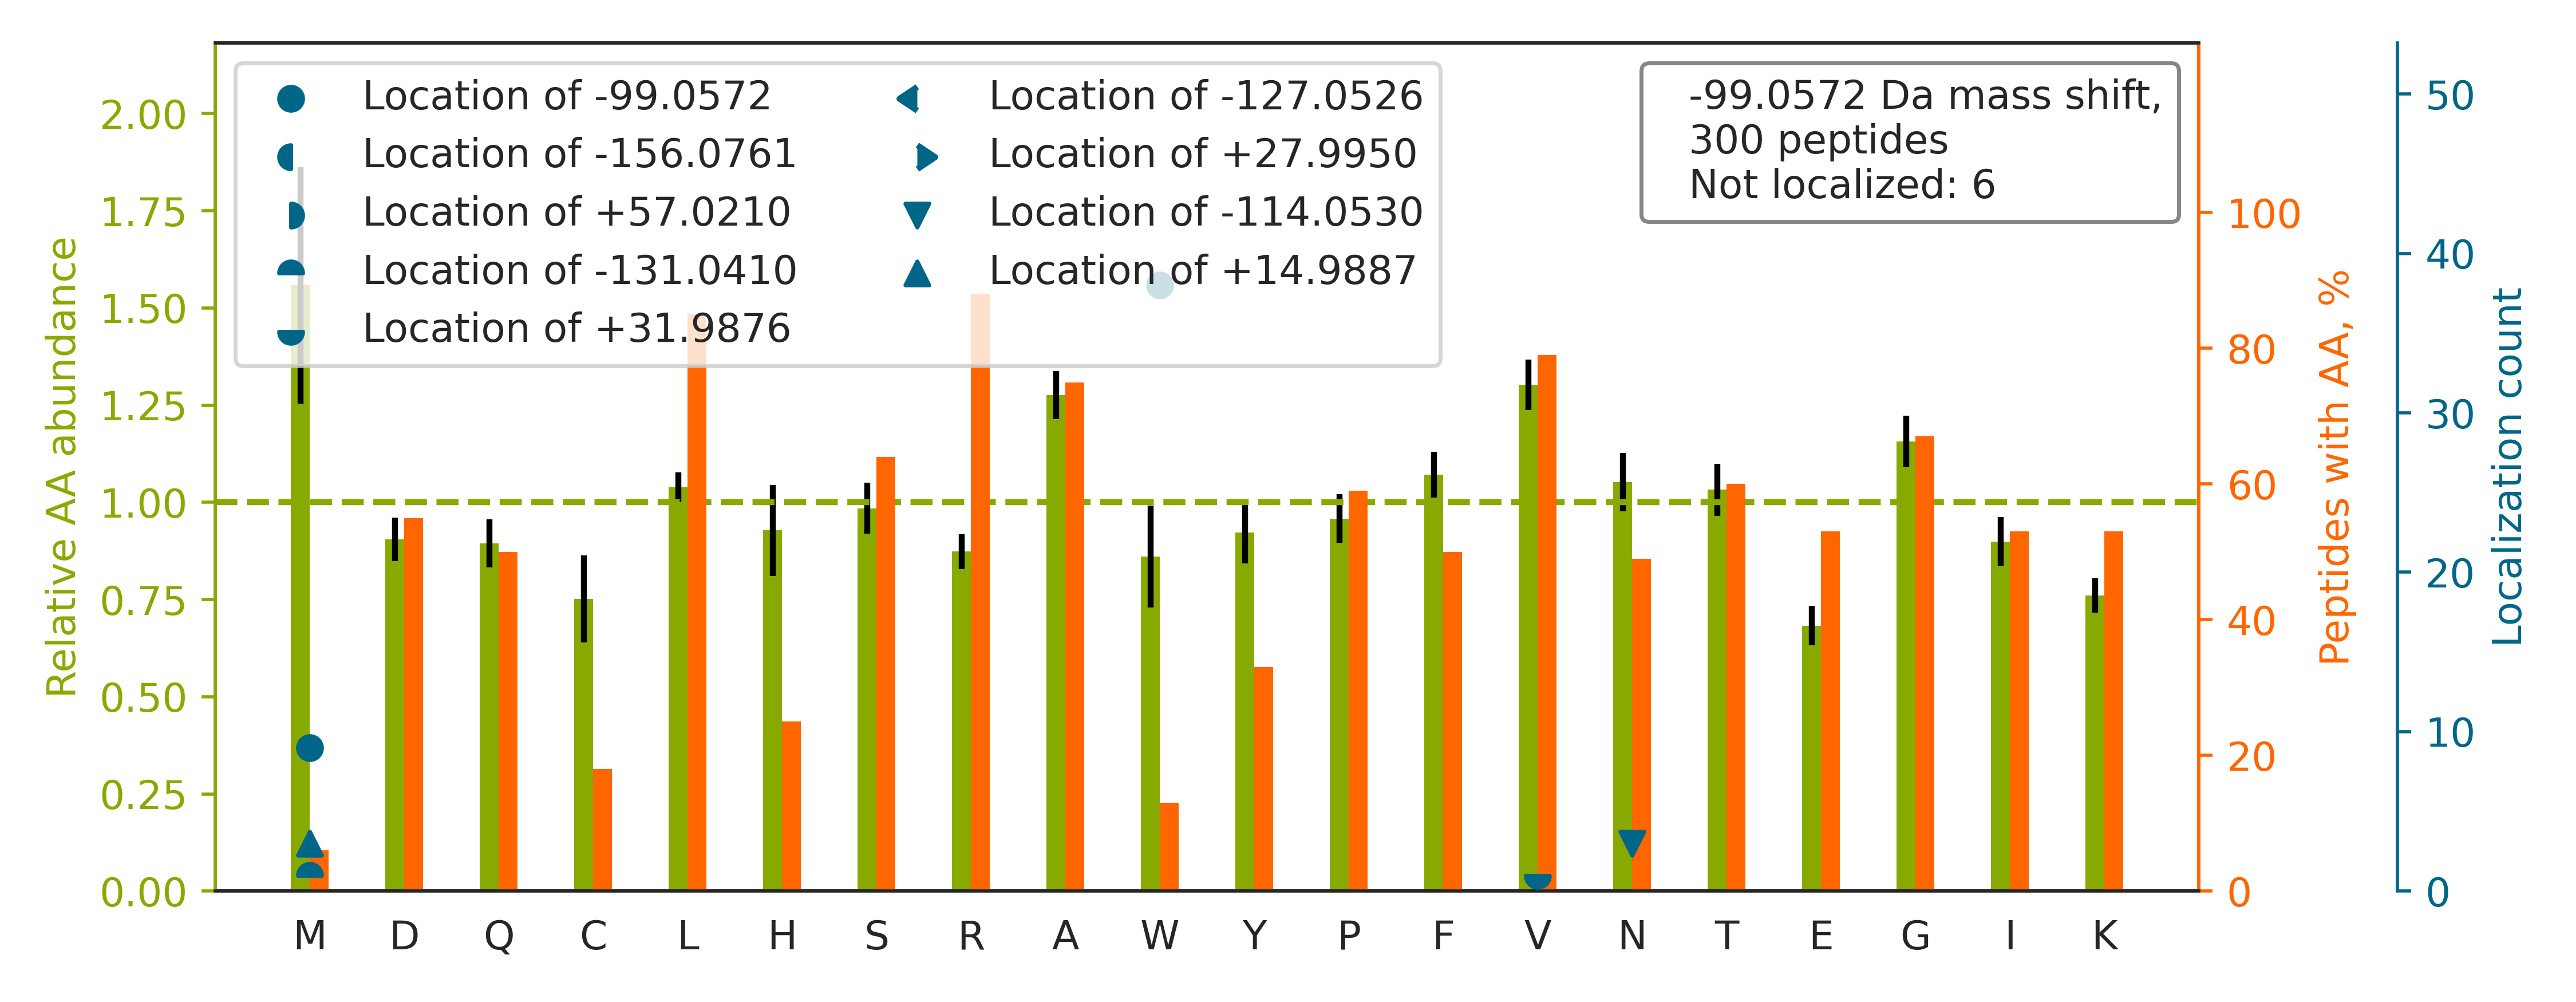 Location of -99.0572
Location of -156.0761
Location of +57.0210
Location of -131.0410
Location of +31.9876
Location of -127.0526
Location of +27.9950
Location of -114.0530
Location of +14.9887
-99.0572 Da mass shift,
300 peptides
Not localized: 6
Relative AA abundance
2.00
1.75
1.50
1.25
1.00
0.75
0.50
0.25
0.00
M D Q C L H S R A W Y P F V N T E G I K
100
80
60
40
20
0
Peptides with AA, %
50
40
30
20
10
0
Localization count